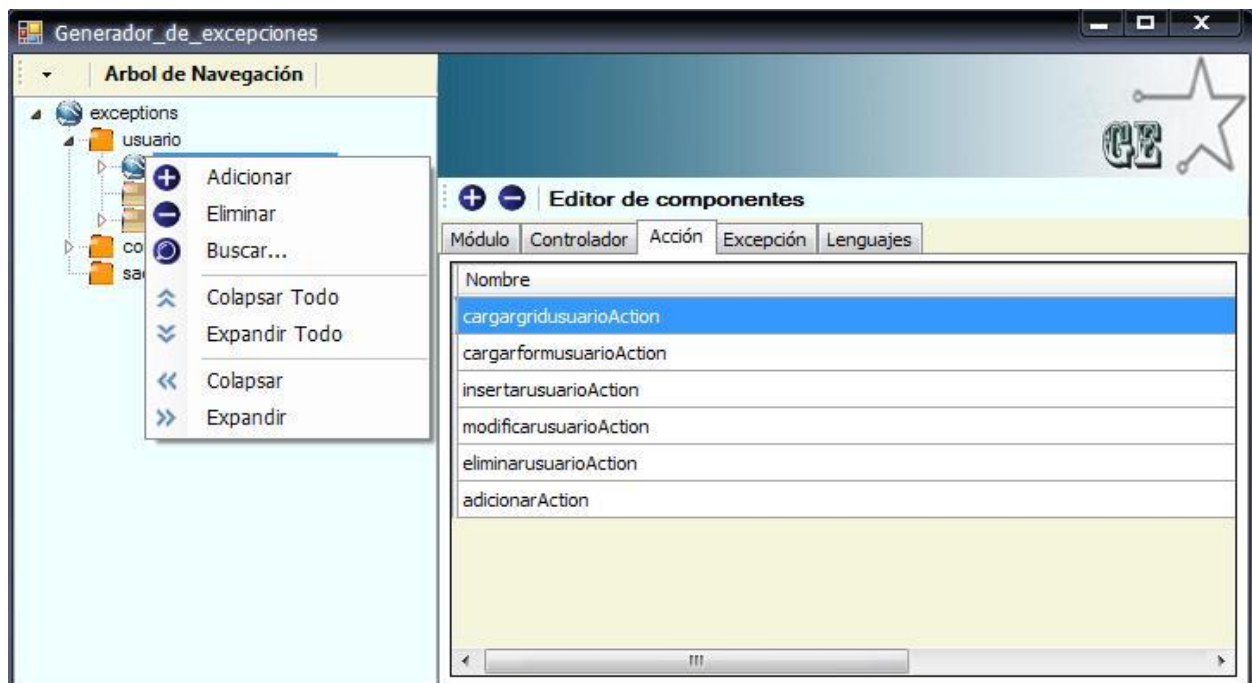 Generador_de_excepciones
Arbol de Navegación
exceptions
usuario
Adicionar
Eliminar
Buscar...
Colapsar Todo
Expandir Todo
Colapsar
Expandir
GE
Editor de componentes
Módulo Controlador Acción Excepción Lenguajes
Nombre
cargargridusuarioAction
cargarformusuarioAction
insertarusuarioAction
modificarusuarioAction
eliminarusuarioAction
adicionarAction